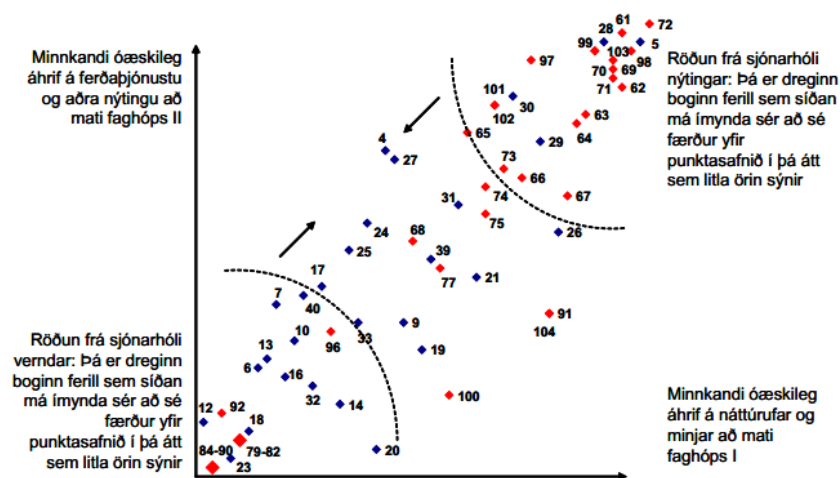 Minnkandi óæskileg
áhrif á ferðaþjónustu
og aðra nýtingu að
mati faghóps II
Röðun frá sjónarhóli
nýtingar: Þá er dreginn
boginn ferill sem síðan
má ímynda sér að sé
færður yfir
punktasafnið í þá átt
sem litla örin sýnir
Röðun frá sjónarhóli
verndar: Þá er dreginn
boginn ferill sem síðan
má ímynda sér að sé
færður yfir
punktasafnið í þá átt
sem litla örin sýnir
Minnkandi óæskileg
áhrif á náttúrufar og
minjar að mati
faghóps I
61
72
28
99
103
5
98
97
70
69
71
62
101
30
102
63
64
65
29
4
27
73
66
74
67
31
75
26
24
68
25
39
77
21
17
7
40
91
104
33
9
10
96
19
13
6
16
32
14
100
12
92
18
84-90
79-82
23
20